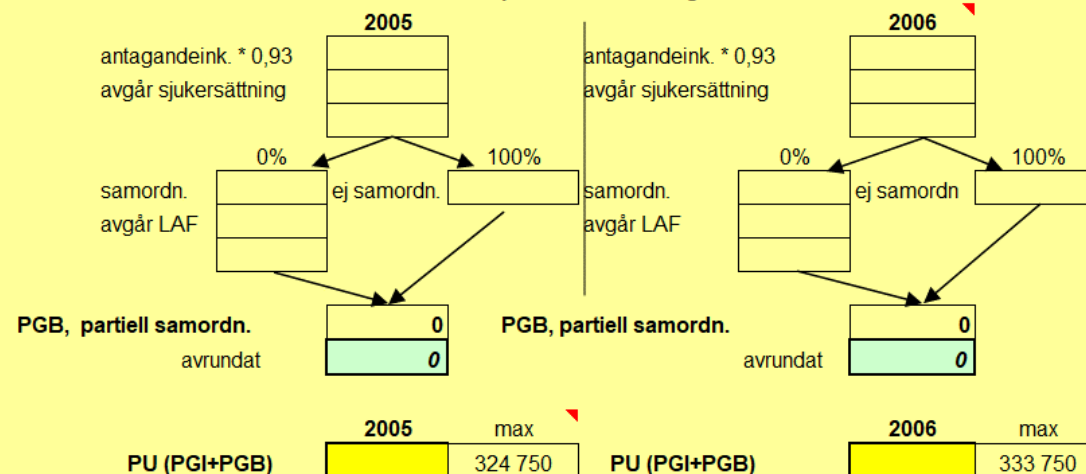 2005 2006
antagandeink. * 0,93 antagandeink. * 0,93
avgår sjukersättning avgår sjukersättning
0% 100% 0% 100%
samordn. ej samordn. samordn. ej samordn
avgår LAF avgår LAF
PGB, partiell samordn. 0 PGB, partiell samordn. 0
avrundat 0 avrundat 0
2005 max 2006 max
PU (PGI+PGB) 324 750 PU (PGI+PGB) 333 750